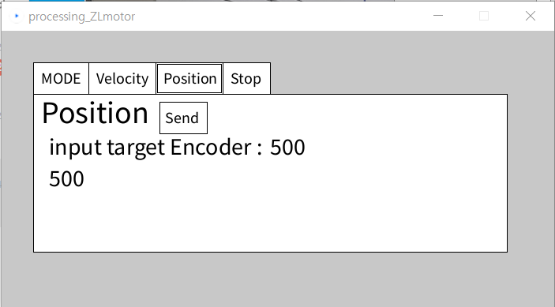 processing_ZLmotor
MODE Velocity Position Stop
Position Send
input target Encoder : 500
500